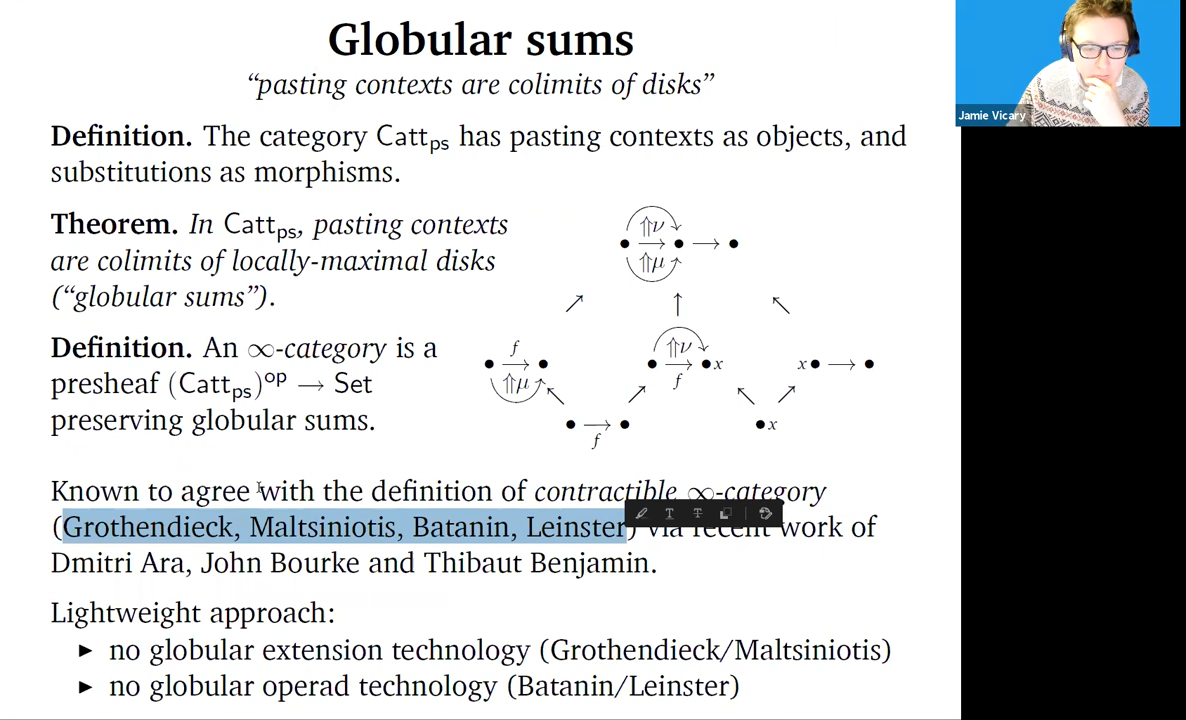 Globular sums
“pasting contexts are colimits of disks”
Jamie Vicary
Definition. The category Catt_ps has pasting contexts as objects, and
substitutions as morphisms.
Theorem. In Catt_ps, pasting contexts
are colimits of locally-maximal disks
(“globular sums”).
Definition. An ∞-category is a
presheaf (Catt_ps)^op → Set
preserving globular sums.
⇑ν
⇑μ
f
⇑μ
⇑ν
f
x
x
f
x
Known to agree with the definition of contractible ∞-category
(Grothendieck, Maltsiniotis, Batanin, Leinster) via recent work of
Dmitri Ara, John Bourke and Thibaut Benjamin.
Lightweight approach:
▶ no globular extension technology (Grothendieck/Maltsiniotis)
▶ no globular operad technology (Batanin/Leinster)